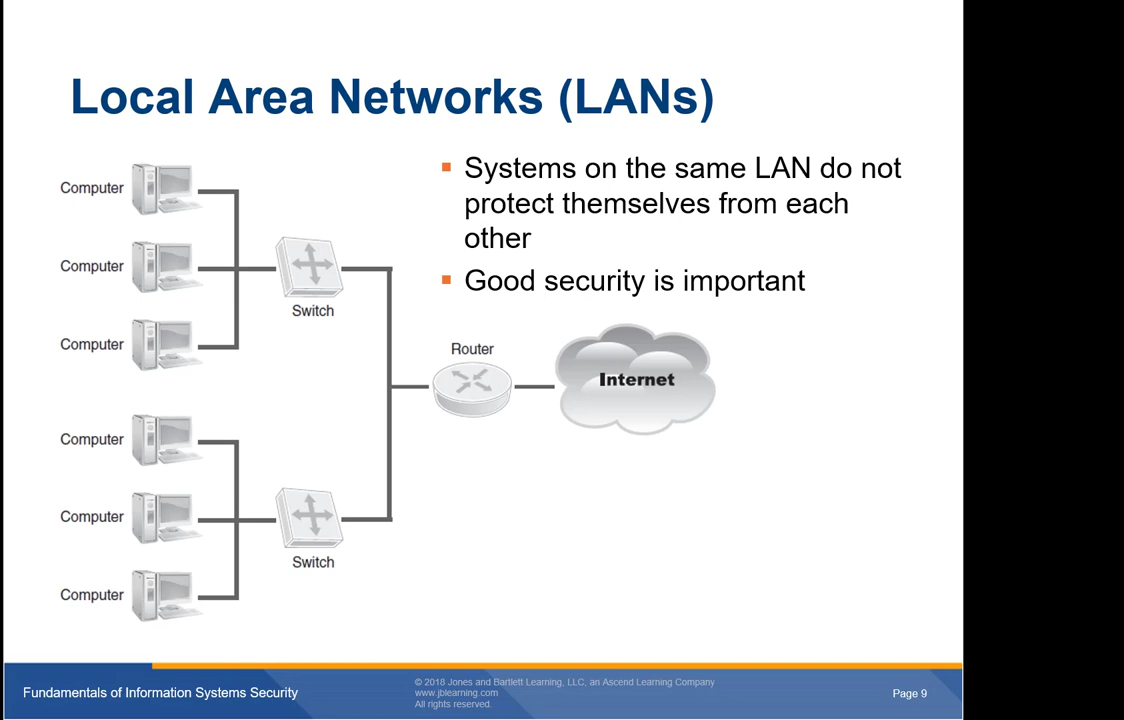 Local Area Networks (LANs)
Systems on the same LAN do not
protect themselves from each
other
Good security is important
Computer
Computer
Switch
Computer
Router
Internet
Computer
Computer
Switch
Computer
Fundamentals of Information Systems Security
© 2018 Jones and Bartlett Learning, LLC, an Ascend Learning Company
www.jblearning.com
All rights reserved.
Page 9